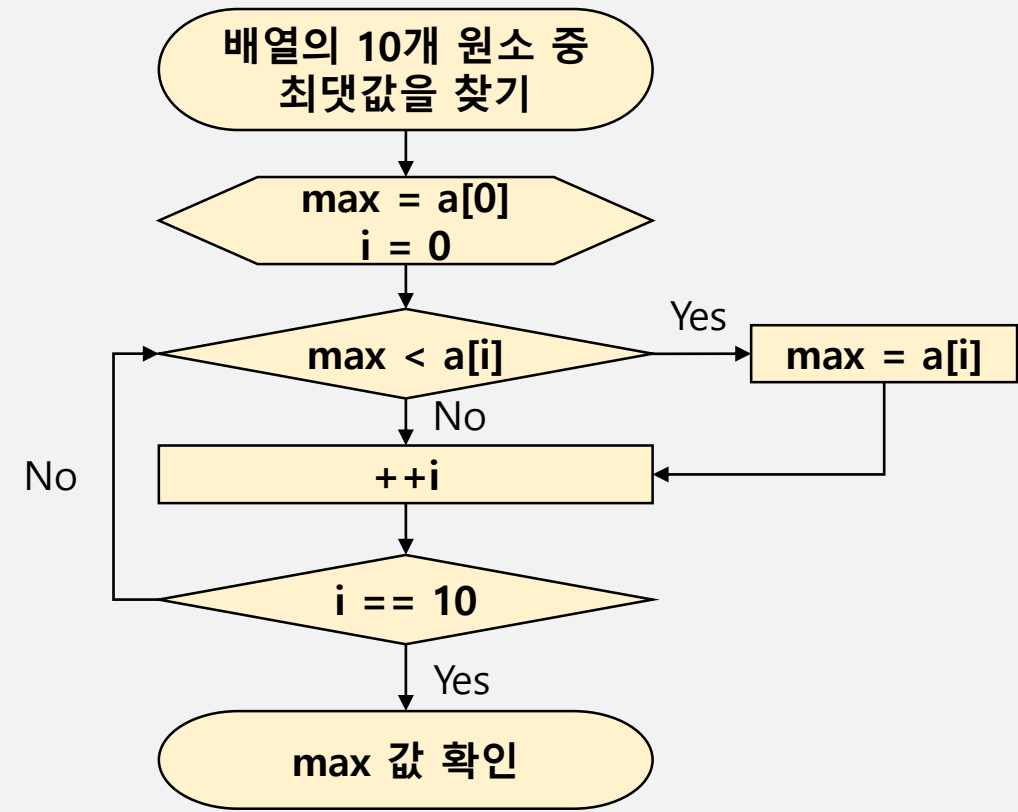 배열의 10개 원소 중
최댓값을 찾기
max = a[0]
i = 0
max < a[i]
Yes
max = a[i]
No
++i
No
i == 10
Yes
max 값 확인